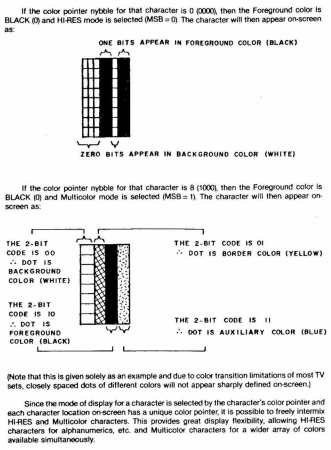 If the color pointer nybble for that character is 0 (0000), then the Foreground color is
BLACK (0) and HI-RES mode is selected (MSB = 0). The character will then appear on-screen
as:
ONE BITS APPEAR IN FOREGROUND COLOR (BLACK)
ZERO BITS APPEAR IN BACKGROUND COLOR (WHITE)
If the color pointer nybble for that character is 8 (1000), then the Foreground color is
BLACK (0) and Multicolor mode is selected (MSB = 1). The character will then appear on-
screen as:
THE 2-BIT
CODE IS 00
∴ DOT IS
BACKGROUND
COLOR (WHITE)
THE 2-BIT CODE IS 01
∴ DOT IS BORDER COLOR (YELLOW)
THE 2-BIT
CODE IS 10
∴ DOT IS
FOREGROUND
COLOR (BLACK)
THE 2-BIT CODE IS 11
∴ DOT IS AUXILIARY COLOR (BLUE)
(Note that this is given solely as an example and due to color transition limitations of most TV
sets, closely spaced dots of different colors will not appear sharply defined on-screen.)
Since the mode of display for a character is selected by the character's color pointer and
each character location on-screen has a unique color pointer, it is possible to freely intermix
HI-RES and Multicolor characters. This provides great display flexibility, allowing HI-RES
characters for alphanumerics, etc. and Multicolor characters for a wider array of colors
available simultaneously.